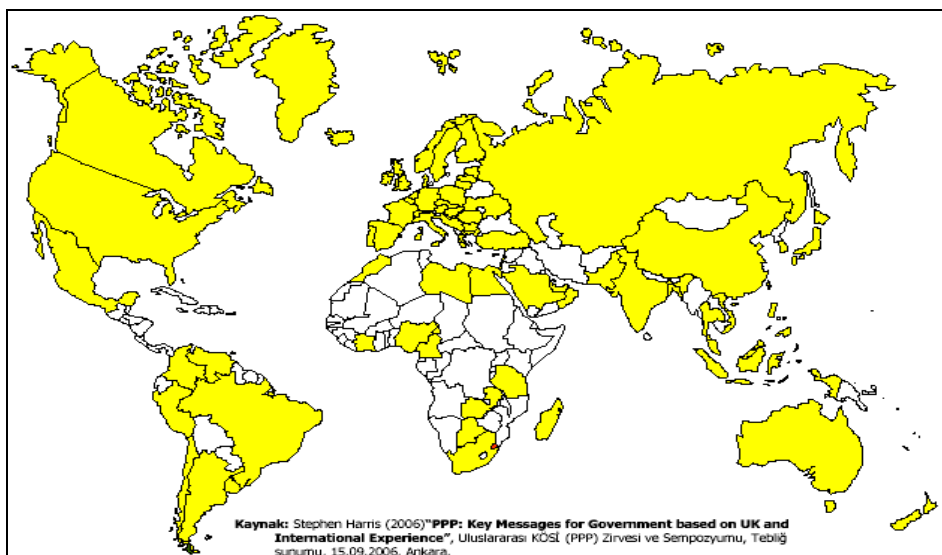 Kaynak: Stephen Harris (2006)"PPP: Key Messages for Government based on UK and
International Experience", Uluslararası KÖSİ (PPP) Zirvesi ve Sempozyumu, Tebliğ
sunumu, 15.09.2006, Ankara.